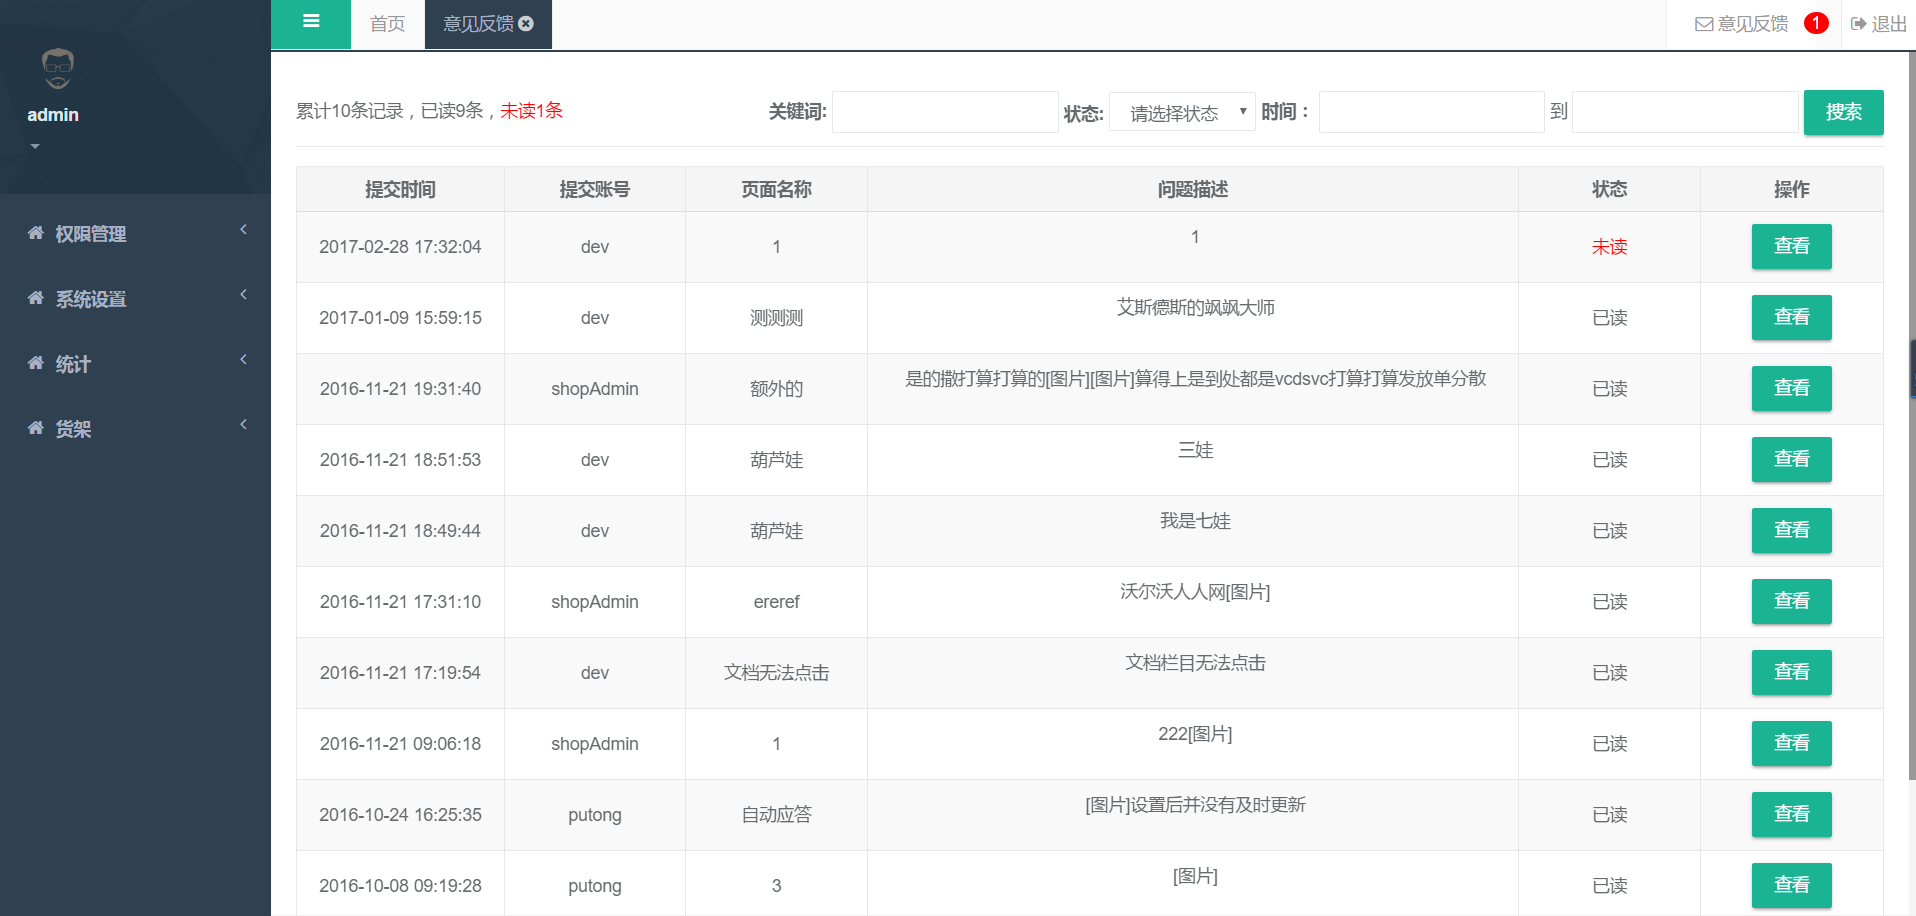 首页 意见反馈 意见反馈 1 退出
admin
权限管理
系统设置
统计
货架
累计10条记录，已读9条，未读1条 关键词: 状态: 请选择状态 时间： 到 搜索
提交时间 提交账号 页面名称 问题描述 状态 操作
2017-02-28 17:32:04 dev 1 1 未读 查看
2017-01-09 15:59:15 dev 测测测 艾斯德斯的飒飒大师 已读 查看
2016-11-21 19:31:40 shopAdmin 额外的 是的撒打算打算的[图片][图片]算得上是到处都是vcdsvc打算打算发放单分散 已读 查看
2016-11-21 18:51:53 dev 葫芦娃 三娃 已读 查看
2016-11-21 18:49:44 dev 葫芦娃 我是七娃 已读 查看
2016-11-21 17:31:10 shopAdmin ereref 沃尔沃人人网[图片] 已读 查看
2016-11-21 17:19:54 dev 文档无法点击 文档栏目无法点击 已读 查看
2016-11-21 09:06:18 shopAdmin 1 222[图片] 已读 查看
2016-10-24 16:25:35 putong 自动应答 [图片]设置后并没有及时更新 已读 查看
2016-10-08 09:19:28 putong 3 [图片] 已读 查看